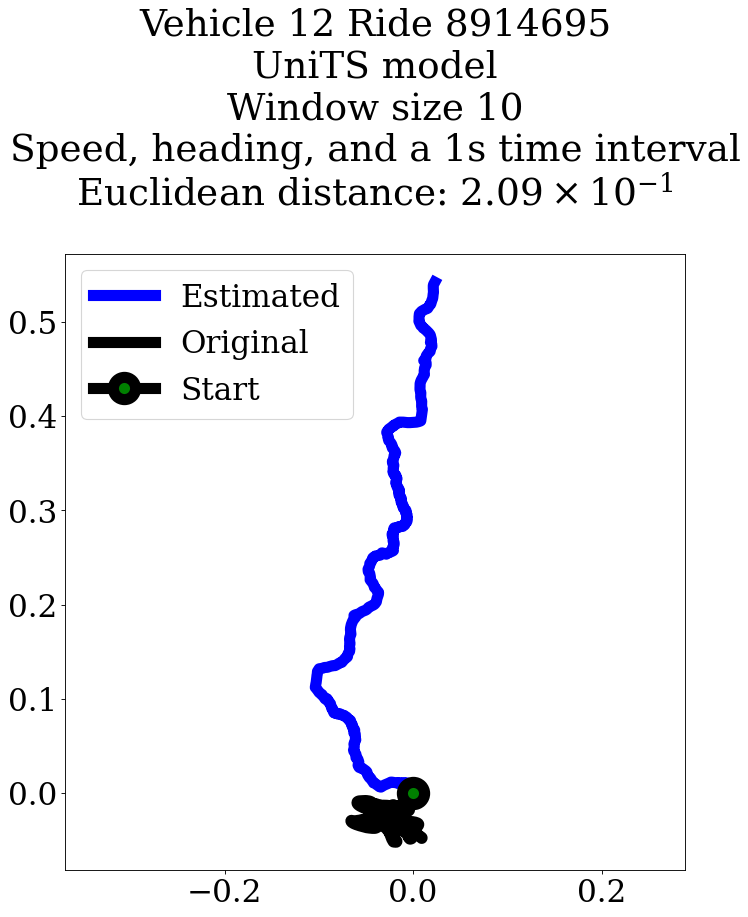 Vehicle 12 Ride 8914695
UniTS model
Window size 10
Speed, heading, and a 1s time interval
Euclidean distance: 2.09 × 10⁻¹
Estimated
Original
Start
0.5
0.4
0.3
0.2
0.1
0.0
−0.2 0.0 0.2